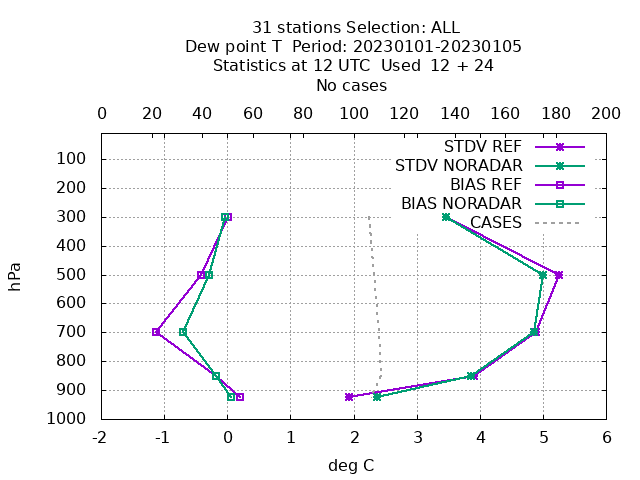 31 stations Selection: ALL
Dew point T  Period: 20230101-20230105
Statistics at 12 UTC  Used  12 + 24
No cases
0 20 40 60 80 100 120 140 160 180 200
STDV REF
STDV NORADAR
BIAS REF
BIAS NORADAR
CASES
hPa
100
200
300
400
500
600
700
800
900
1000
-2 -1 0 1 2 3 4 5 6
deg C